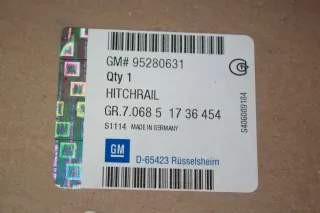 GM# 95280631
Qty 1
HITCHRAIL
GR.7.068 5 17 36 454
S1114 MADE IN GERMANY
GM
D-65423 Rüsselsheim
S406089184